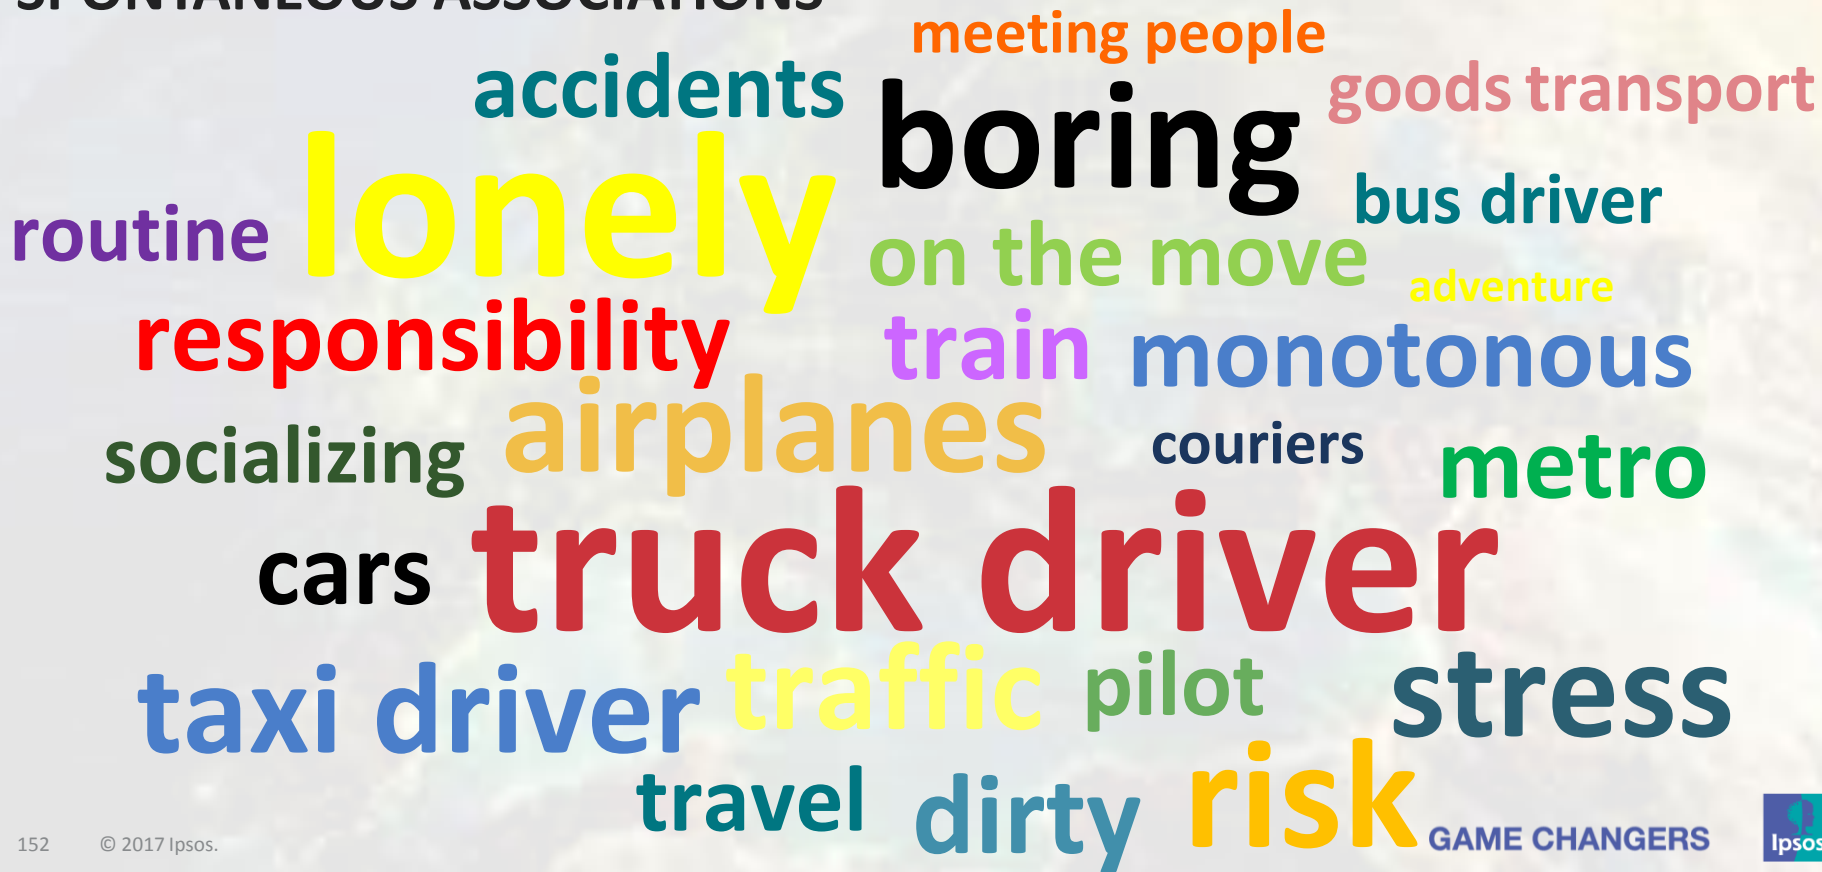 SPONTANEOUS ASSOCIATIONS
meeting people
accidents
boring
goods transport
lonely
bus driver
routine
on the move
adventure
responsibility
train
monotonous
airplanes
socializing
couriers
metro
truck driver
cars
taxi driver
traffic
pilot
stress
travel
dirty
risk
152 © 2017 Ipsos.
GAME CHANGERS
Ipsos